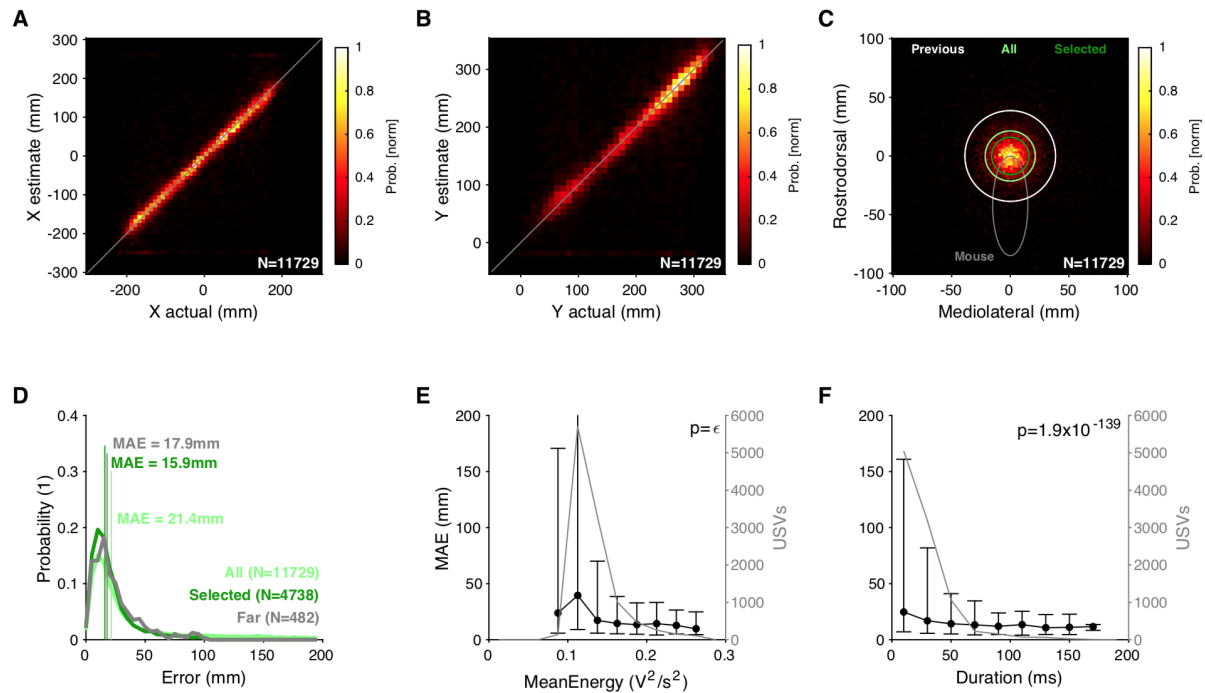 A
300
200
100
0
-100
-200
-300
-200
0
200
X estimate (mm)
X actual (mm)
N=11729
1
0.8
0.6
0.4
0.2
0
Prob. [norm]
B
300
200
100
0
0
100
200
300
Y estimate (mm)
Y actual (mm)
N=11729
1
0.8
0.6
0.4
0.2
0
Prob. [norm]
C
Previous All Selected
100
50
0
-50
-100
-100
-50
0
50
100
Rostrodorsal (mm)
Mediolateral (mm)
Mouse
N=11729
1
0.8
0.6
0.4
0.2
0
Prob. [norm]
D
0.4
0.3
0.2
0.1
0
0
50
100
150
200
Probability (1)
Error (mm)
MAE = 17.9mm
MAE = 15.9mm
MAE = 21.4mm
All (N=11729)
Selected (N=4738)
Far (N=482)
E
200
150
100
50
0
0
0.1
0.2
0.3
MAE (mm)
MeanEnergy (V²/s²)
p=ϵ
6000
5000
4000
3000
2000
1000
0
USVs
F
200
150
100
50
0
0
50
100
150
200
Duration (ms)
p=1.9x10⁻¹³⁹
6000
5000
4000
3000
2000
1000
0
USVs